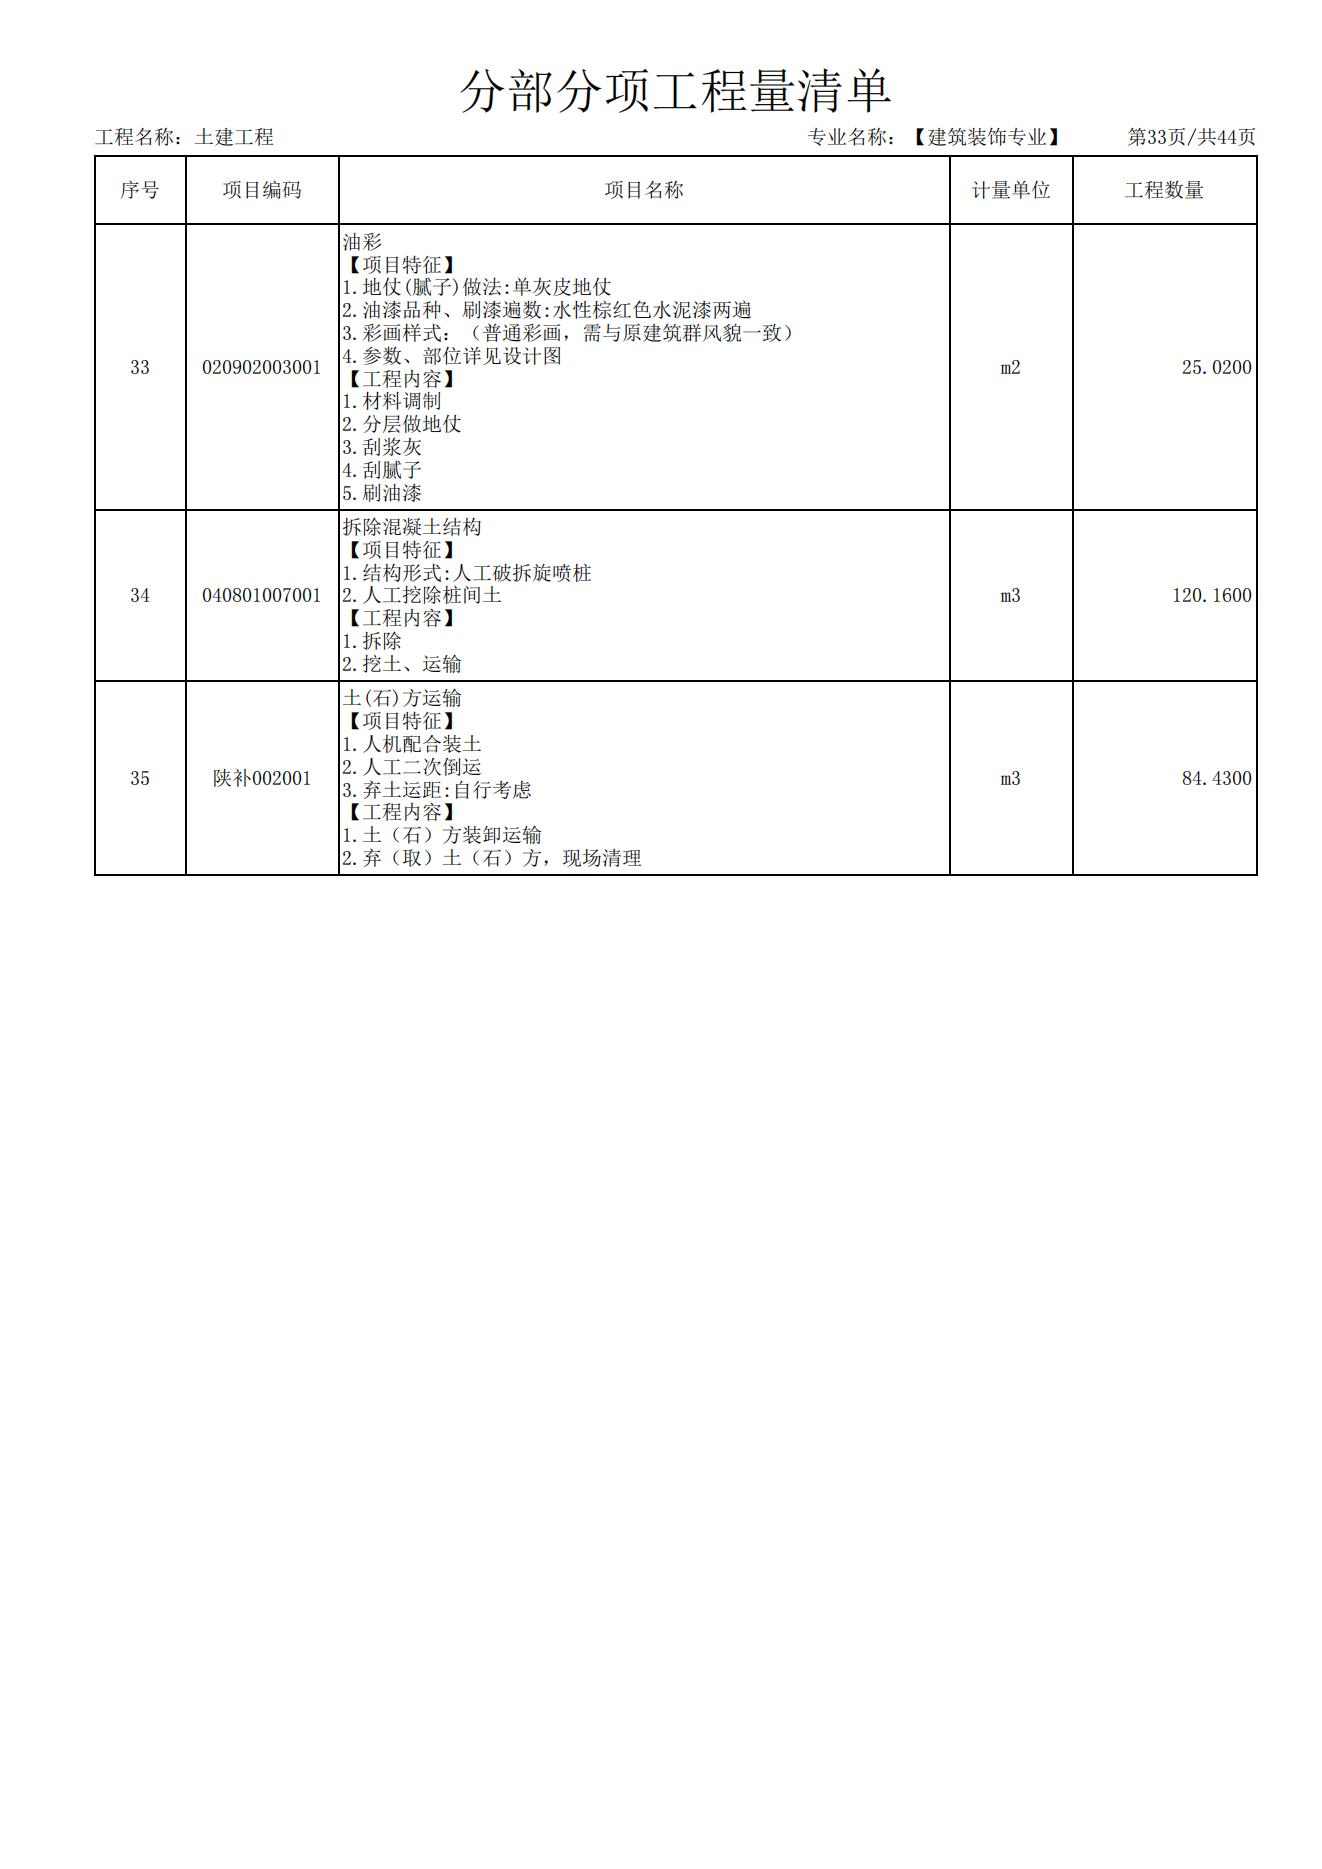 分部分项工程量清单
工程名称：土建工程 专业名称：【建筑装饰专业】 第33页/共44页
序号 项目编码 项目名称 计量单位 工程数量
33 020902003001 m2 25.0200
油彩
【项目特征】
1.地仗(腻子)做法:单灰皮地仗
2.油漆品种、刷漆遍数:水性棕红色水泥漆两遍
3.彩画样式：（普通彩画，需与原建筑群风貌一致）
4.参数、部位详见设计图
【工程内容】
1.材料调制
2.分层做地仗
3.刮浆灰
4.刮腻子
5.刷油漆
34 040801007001 m3 120.1600
拆除混凝土结构
【项目特征】
1.结构形式:人工破拆旋喷桩
2.人工挖除桩间土
【工程内容】
1.拆除
2.挖土、运输
35 陕补002001 m3 84.4300
土(石)方运输
【项目特征】
1.人机配合装土
2.人工二次倒运
3.弃土运距:自行考虑
【工程内容】
1.土（石）方装卸运输
2.弃（取）土（石）方，现场清理